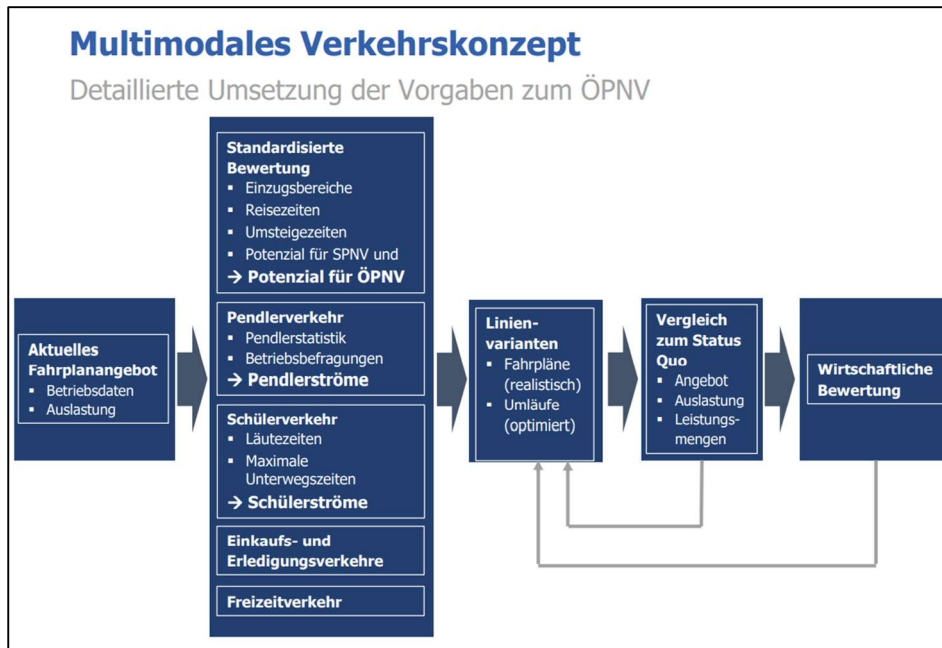 Multimodales Verkehrskonzept
Detaillierte Umsetzung der Vorgaben zum ÖPNV
Aktuelles
Fahrplanangebot
▪ Betriebsdaten
▪ Auslastung
Standardisierte
Bewertung
▪ Einzugsbereiche
▪ Reisezeiten
▪ Umsteigezeiten
▪ Potenzial für SPNV und
→ Potenzial für ÖPNV
Pendlerverkehr
▪ Pendlerstatistik
▪ Betriebsbefragungen
→ Pendlerströme
Schülerverkehr
▪ Läutezeiten
▪ Maximale
Unterwegszeiten
→ Schülerströme
Einkaufs- und
Erledigungsverkehre
Freizeitverkehr
Linien-
varianten
▪ Fahrpläne
(realistisch)
▪ Umläufe
(optimiert)
Vergleich
zum Status
Quo
▪ Angebot
▪ Auslastung
▪ Leistungs-
mengen
Wirtschaftliche
Bewertung